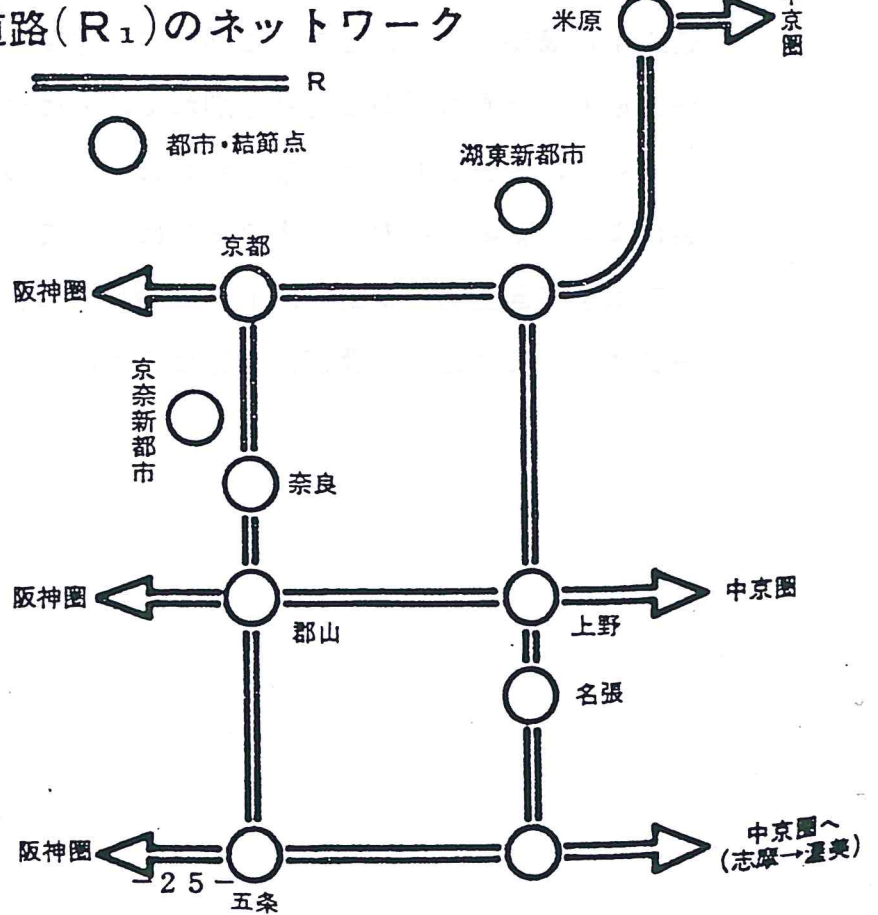 道路(R₁)のネットワーク
R
都市・結節点
米原
京圏
湖東新都市
京都
阪神圏
京奈新都市
奈良
阪神圏
中京圏
郡山
上野
名張
阪神圏
中京圏へ
(志摩→渥美)
-25-
五条